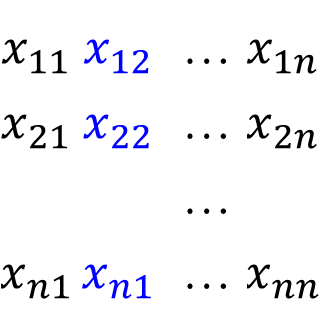 x₁₁ x₁₂ … x₁ₙ
x₂₁ x₂₂ … x₂ₙ
…
xₙ₁ xₙ₁ … xₙₙ